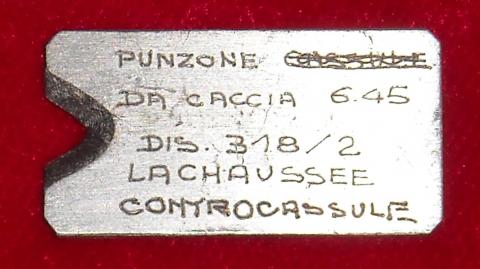 PUNZONE
DA CACCIA 6.45
DIS. 318/2
LACHAUSSEE
CONTROCASSULE